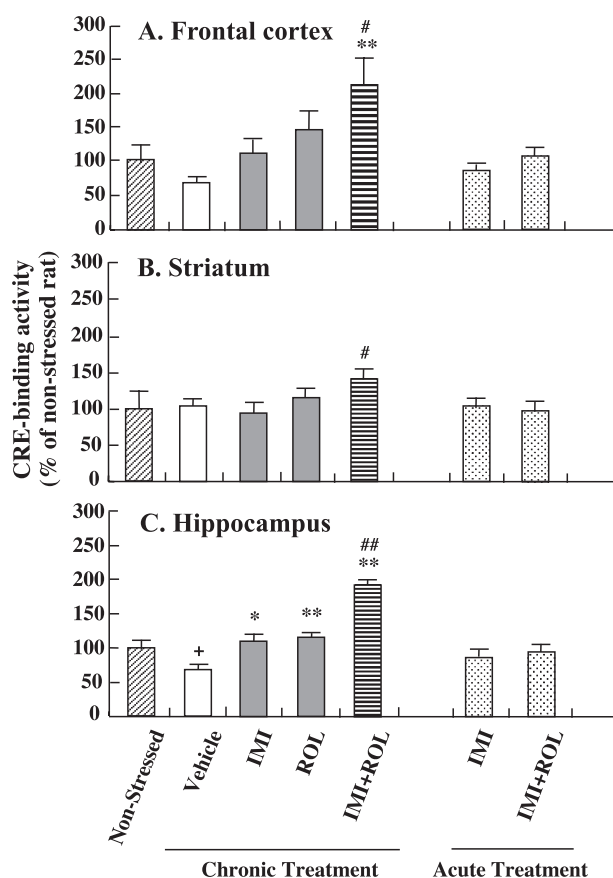 A. Frontal cortex
300
250
200
150
100
50
0
#
**
B. Striatum
300
250
200
150
100
50
0
#
CRE-binding activity
(% of non-stressed rat)
C. Hippocampus
300
250
200
150
100
50
0
+
*
**
##
**
Non-Stressed
Vehicle
IMI
ROL
IMI+ROL
IMI
IMI+ROL
Chronic Treatment
Acute Treatment